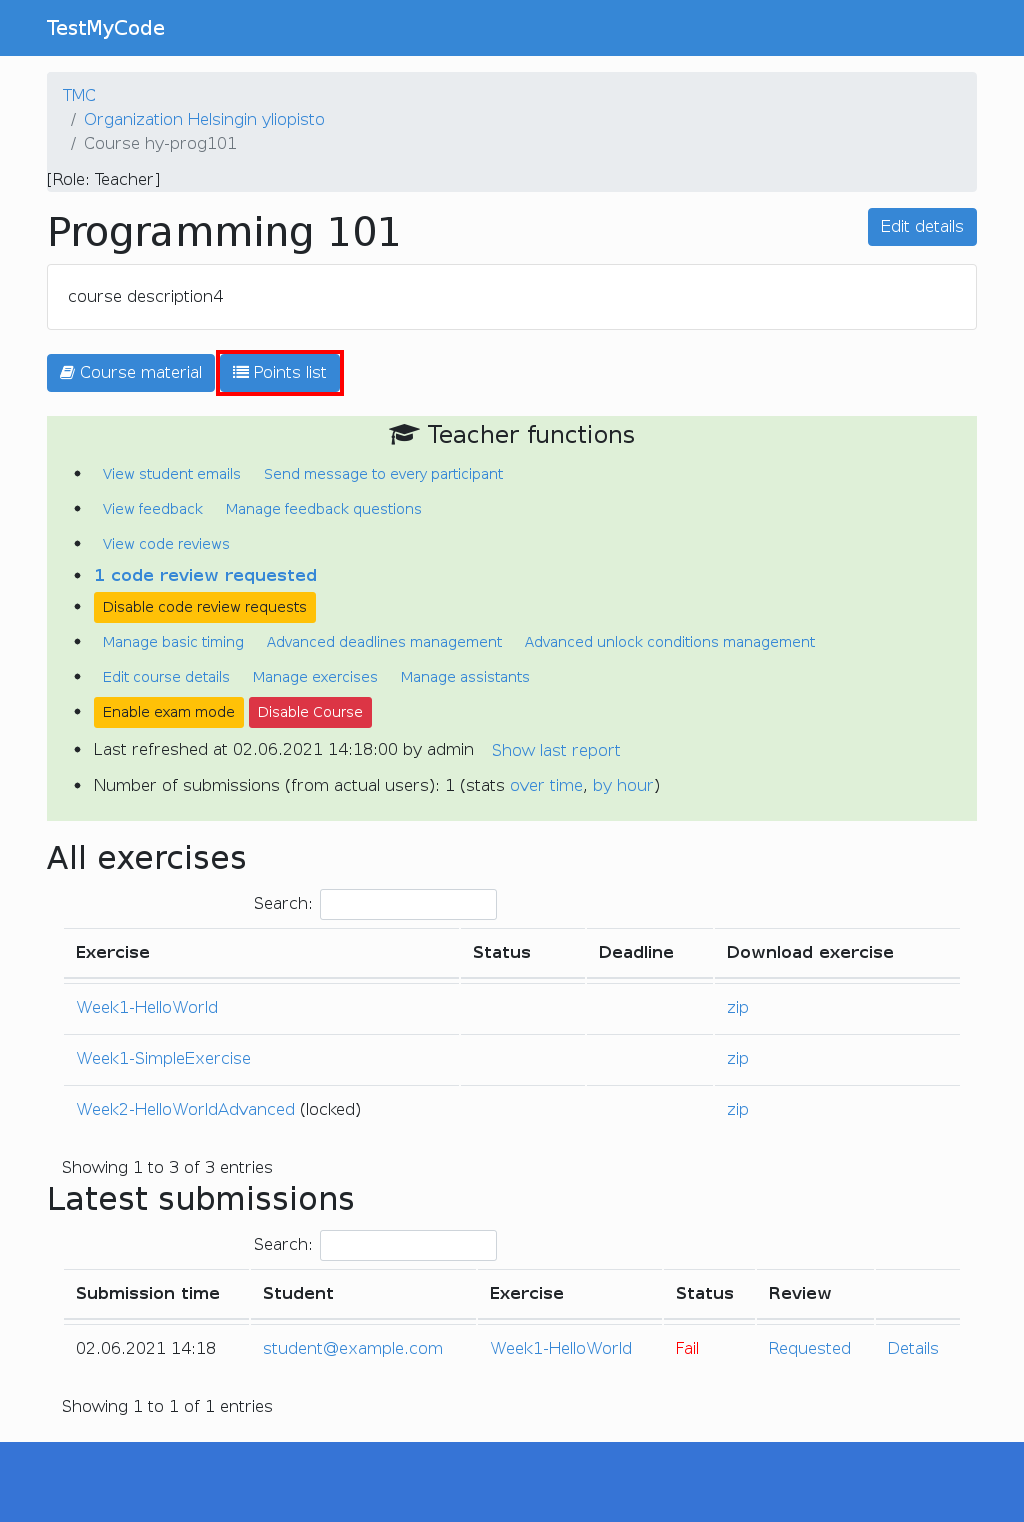 TestMyCode
TMC
/ Organization Helsingin yliopisto
/ Course hy-prog101
[Role: Teacher]
Programming 101
Edit details
course description4
Course material Points list
Teacher functions
• View student emails Send message to every participant
• View feedback Manage feedback questions
• View code reviews
• 1 code review requested
• Disable code review requests
• Manage basic timing Advanced deadlines management Advanced unlock conditions management
• Edit course details Manage exercises Manage assistants
• Enable exam mode Disable Course
• Last refreshed at 02.06.2021 14:18:00 by admin Show last report
• Number of submissions (from actual users): 1 (stats over time, by hour)
All exercises
Search:
Exercise Status Deadline Download exercise
Week1-HelloWorld zip
Week1-SimpleExercise zip
Week2-HelloWorldAdvanced (locked) zip
Showing 1 to 3 of 3 entries
Latest submissions
Search:
Submission time Student Exercise Status Review
02.06.2021 14:18 student@example.com Week1-HelloWorld Fail Requested Details
Showing 1 to 1 of 1 entries